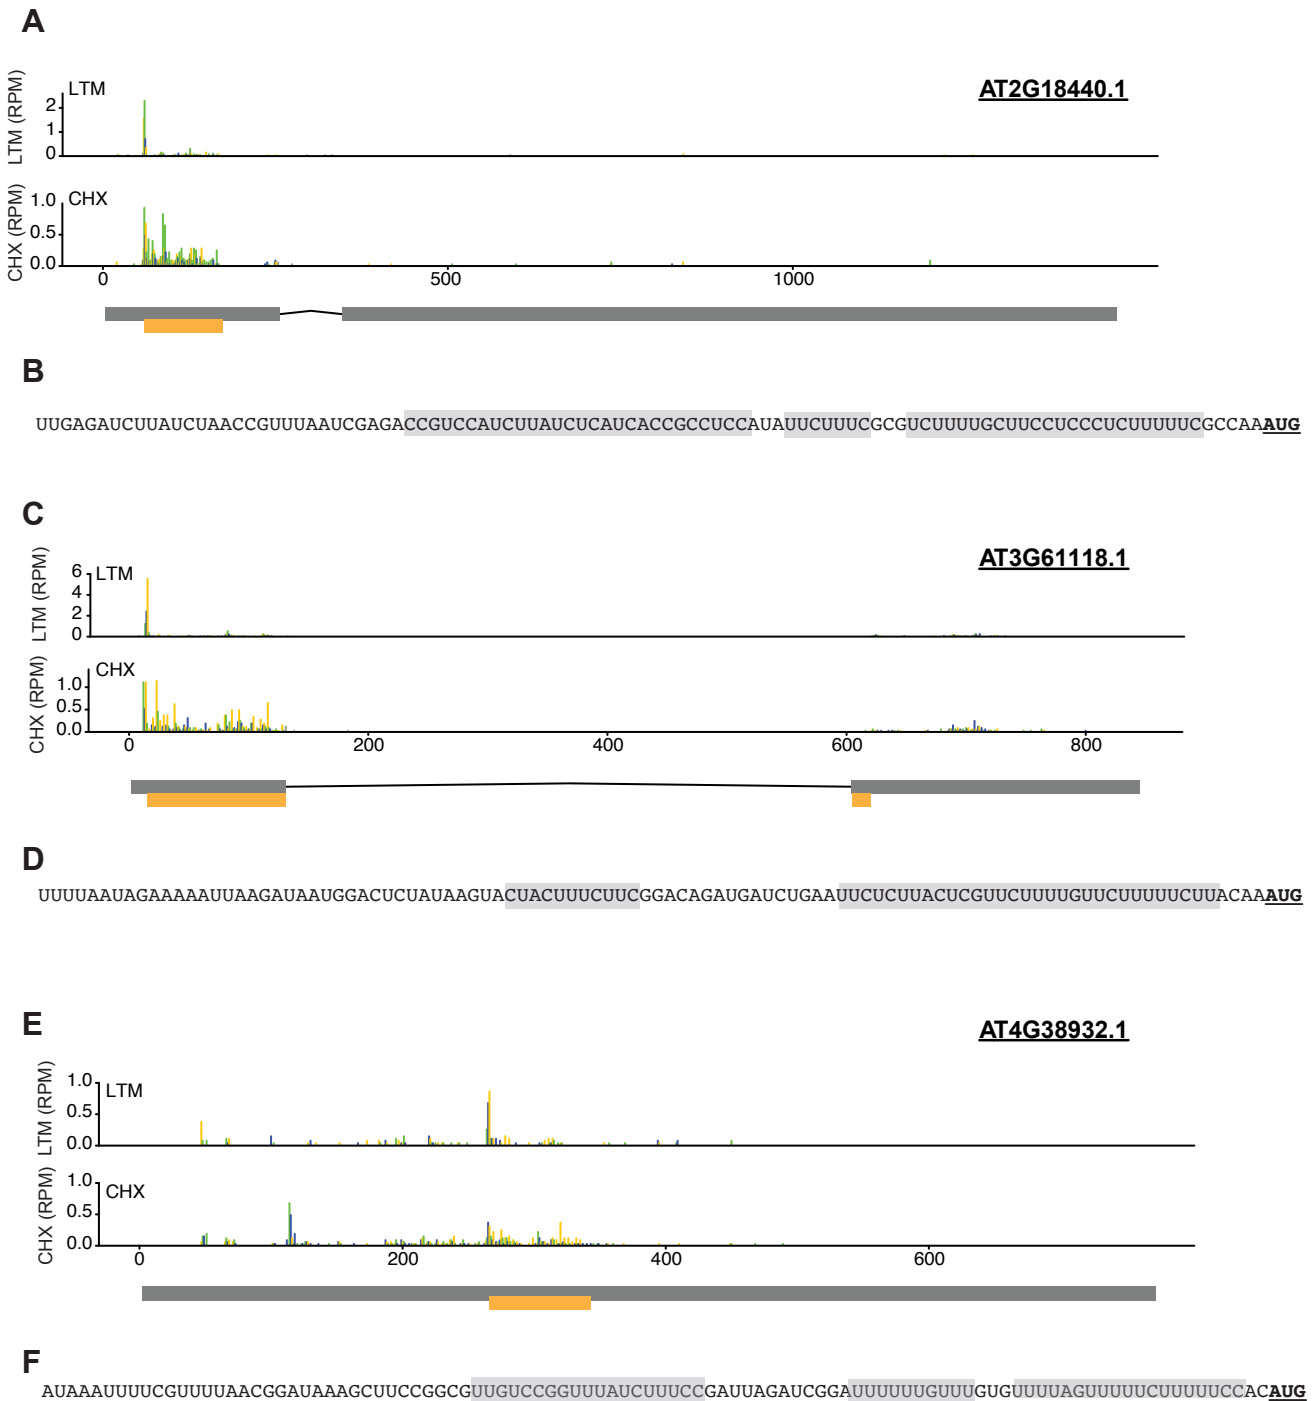 A
AT2G18440.1
LTM (RPM)
LTM
2
1
0
CHX (RPM)
CHX
1.0
0.5
0.0
0 500 1000
B
UUGAGAUCUUAUCUAACCGUUUAAUCGAGACCGUCCAUCUUAUCUCAUCACCGCCUCCAUAUUCUUUCGCGUCUUUUGCUUCCUCCCUCUUUUUCGCCAAAUG
C
AT3G61118.1
LTM (RPM)
LTM
6
4
2
0
CHX (RPM)
CHX
1.0
0.5
0.0
0 200 400 600 800
D
UUUUAAUAGAAAAAUUAAGAUAAUGGACUCUAUAAGUACUACUUUCUUCGGACAGAUGAUCUGAAUUCUCUUACUCGUUCUUUUGUUCUUUUUCUUACAAAUG
E
AT4G38932.1
LTM (RPM)
LTM
1.0
0.5
0.0
CHX (RPM)
CHX
1.0
0.5
0.0
0 200 400 600
F
AUAAAUUUUCGUUUUAACGGAUAAAGCUUCCGGCGUUGUCCGGUUUAUCUUUCCGAUUAGAUCGGAUUUUUUGUUUGUGUUUUAGUUUUUCUUUUUCCACAUG